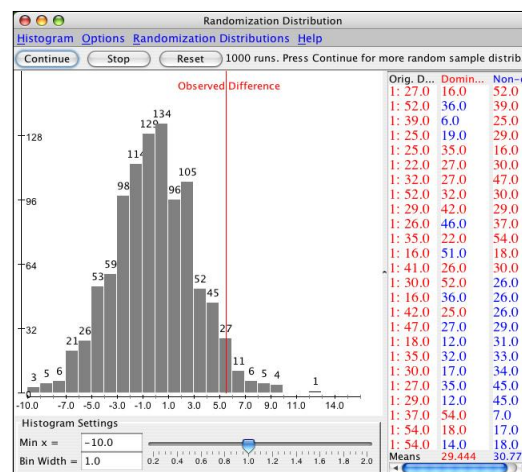 Randomization Distribution
Histogram Options Randomization Distributions Help
Continue Stop Reset 1000 runs. Press Continue for more random sample distrib
Observed Difference
128
96
64
32
0
3 5 6 21 26 53 59 98 114 129 134 96 105 52 45 27 11 6 5 4 1
-10.0 -7.0 -5.0 -3.0 -1.0 1.0 3.0 5.0 7.0 9.0 11.0 14.0
Histogram Settings
Min x = -10.0
Bin Width = 1.0
0.2 0.4 0.6 0.8 1.0 1.2 1.4 1.6 1.8 2.0
Orig. D... Domin... Non-
1: 27.0 16.0 52.0
1: 52.0 36.0 39.0
1: 39.0 6.0 25.0
1: 25.0 19.0 29.0
1: 25.0 35.0 16.0
1: 22.0 27.0 30.0
1: 32.0 27.0 47.0
1: 52.0 32.0 30.0
1: 29.0 42.0 29.0
1: 26.0 46.0 37.0
1: 35.0 22.0 54.0
1: 16.0 51.0 18.0
1: 41.0 26.0 30.0
1: 30.0 52.0 26.0
1: 16.0 36.0 26.0
1: 42.0 25.0 26.0
1: 47.0 27.0 29.0
1: 18.0 12.0 31.0
1: 35.0 32.0 33.0
1: 30.0 17.0 34.0
1: 27.0 35.0 45.0
1: 29.0 12.0 45.0
1: 37.0 54.0 7.0
1: 54.0 18.0 17.0
1: 54.0 14.0 18.0
Means 29.444 30.77